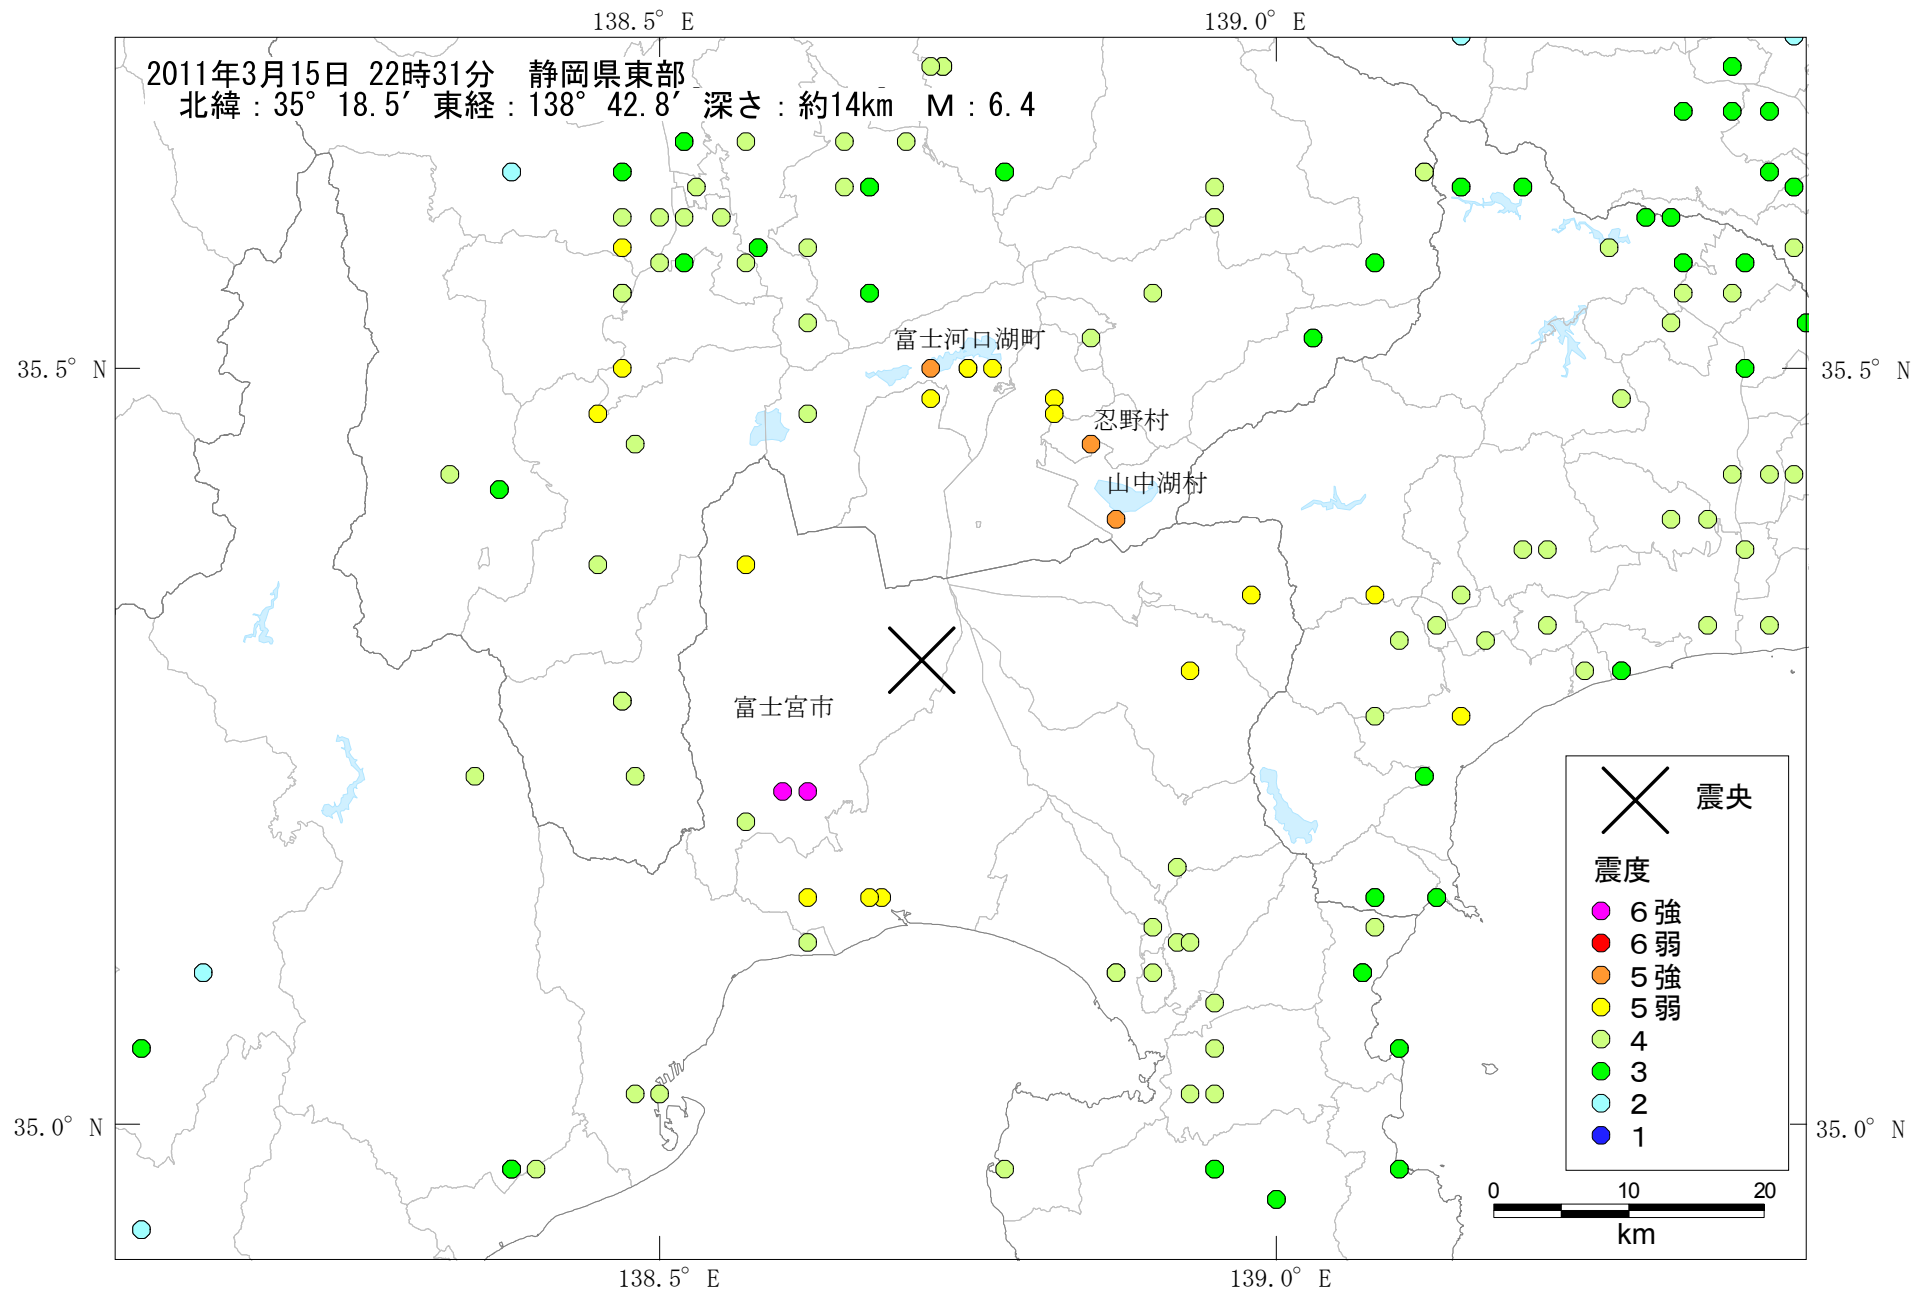 138.5° E
139.0° E
2011年3月15日 22時31分 静岡県東部
北緯：35° 18.5′ 東経：138° 42.8′ 深さ：約14km Ｍ：6.4
富士河口湖町
35.5° N
35.5° N
忍野村
山中湖村
富士宮市
震央
震度
６強
６弱
５強
５弱
４
３
２
１
35.0° N
35.0° N
0 10 20
km
138.5° E
139.0° E